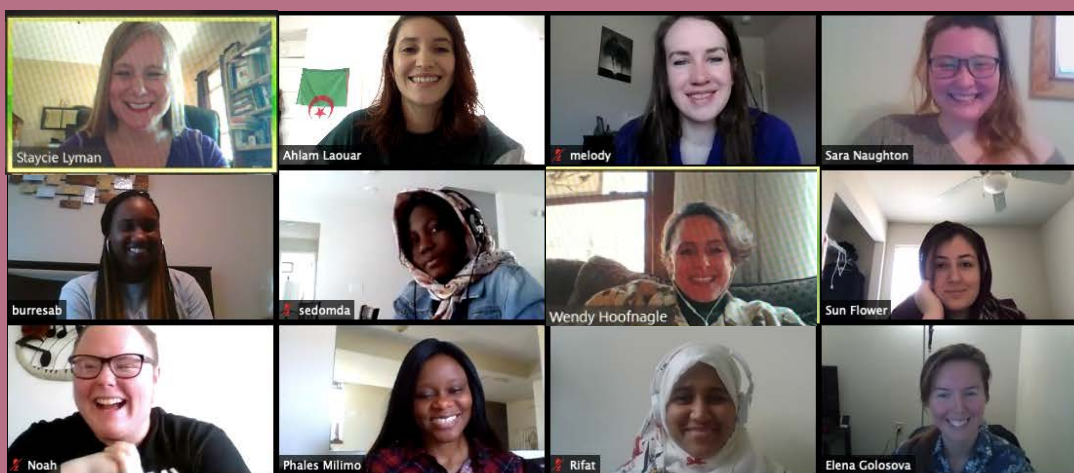 Staycie Lyman
Ahlam Laouar
melody
Sara Naughton
burresab
sedomda
Wendy Hoofnagle
Sun Flower
Noah
Phales Milimo
Rifat
Elena Golosova